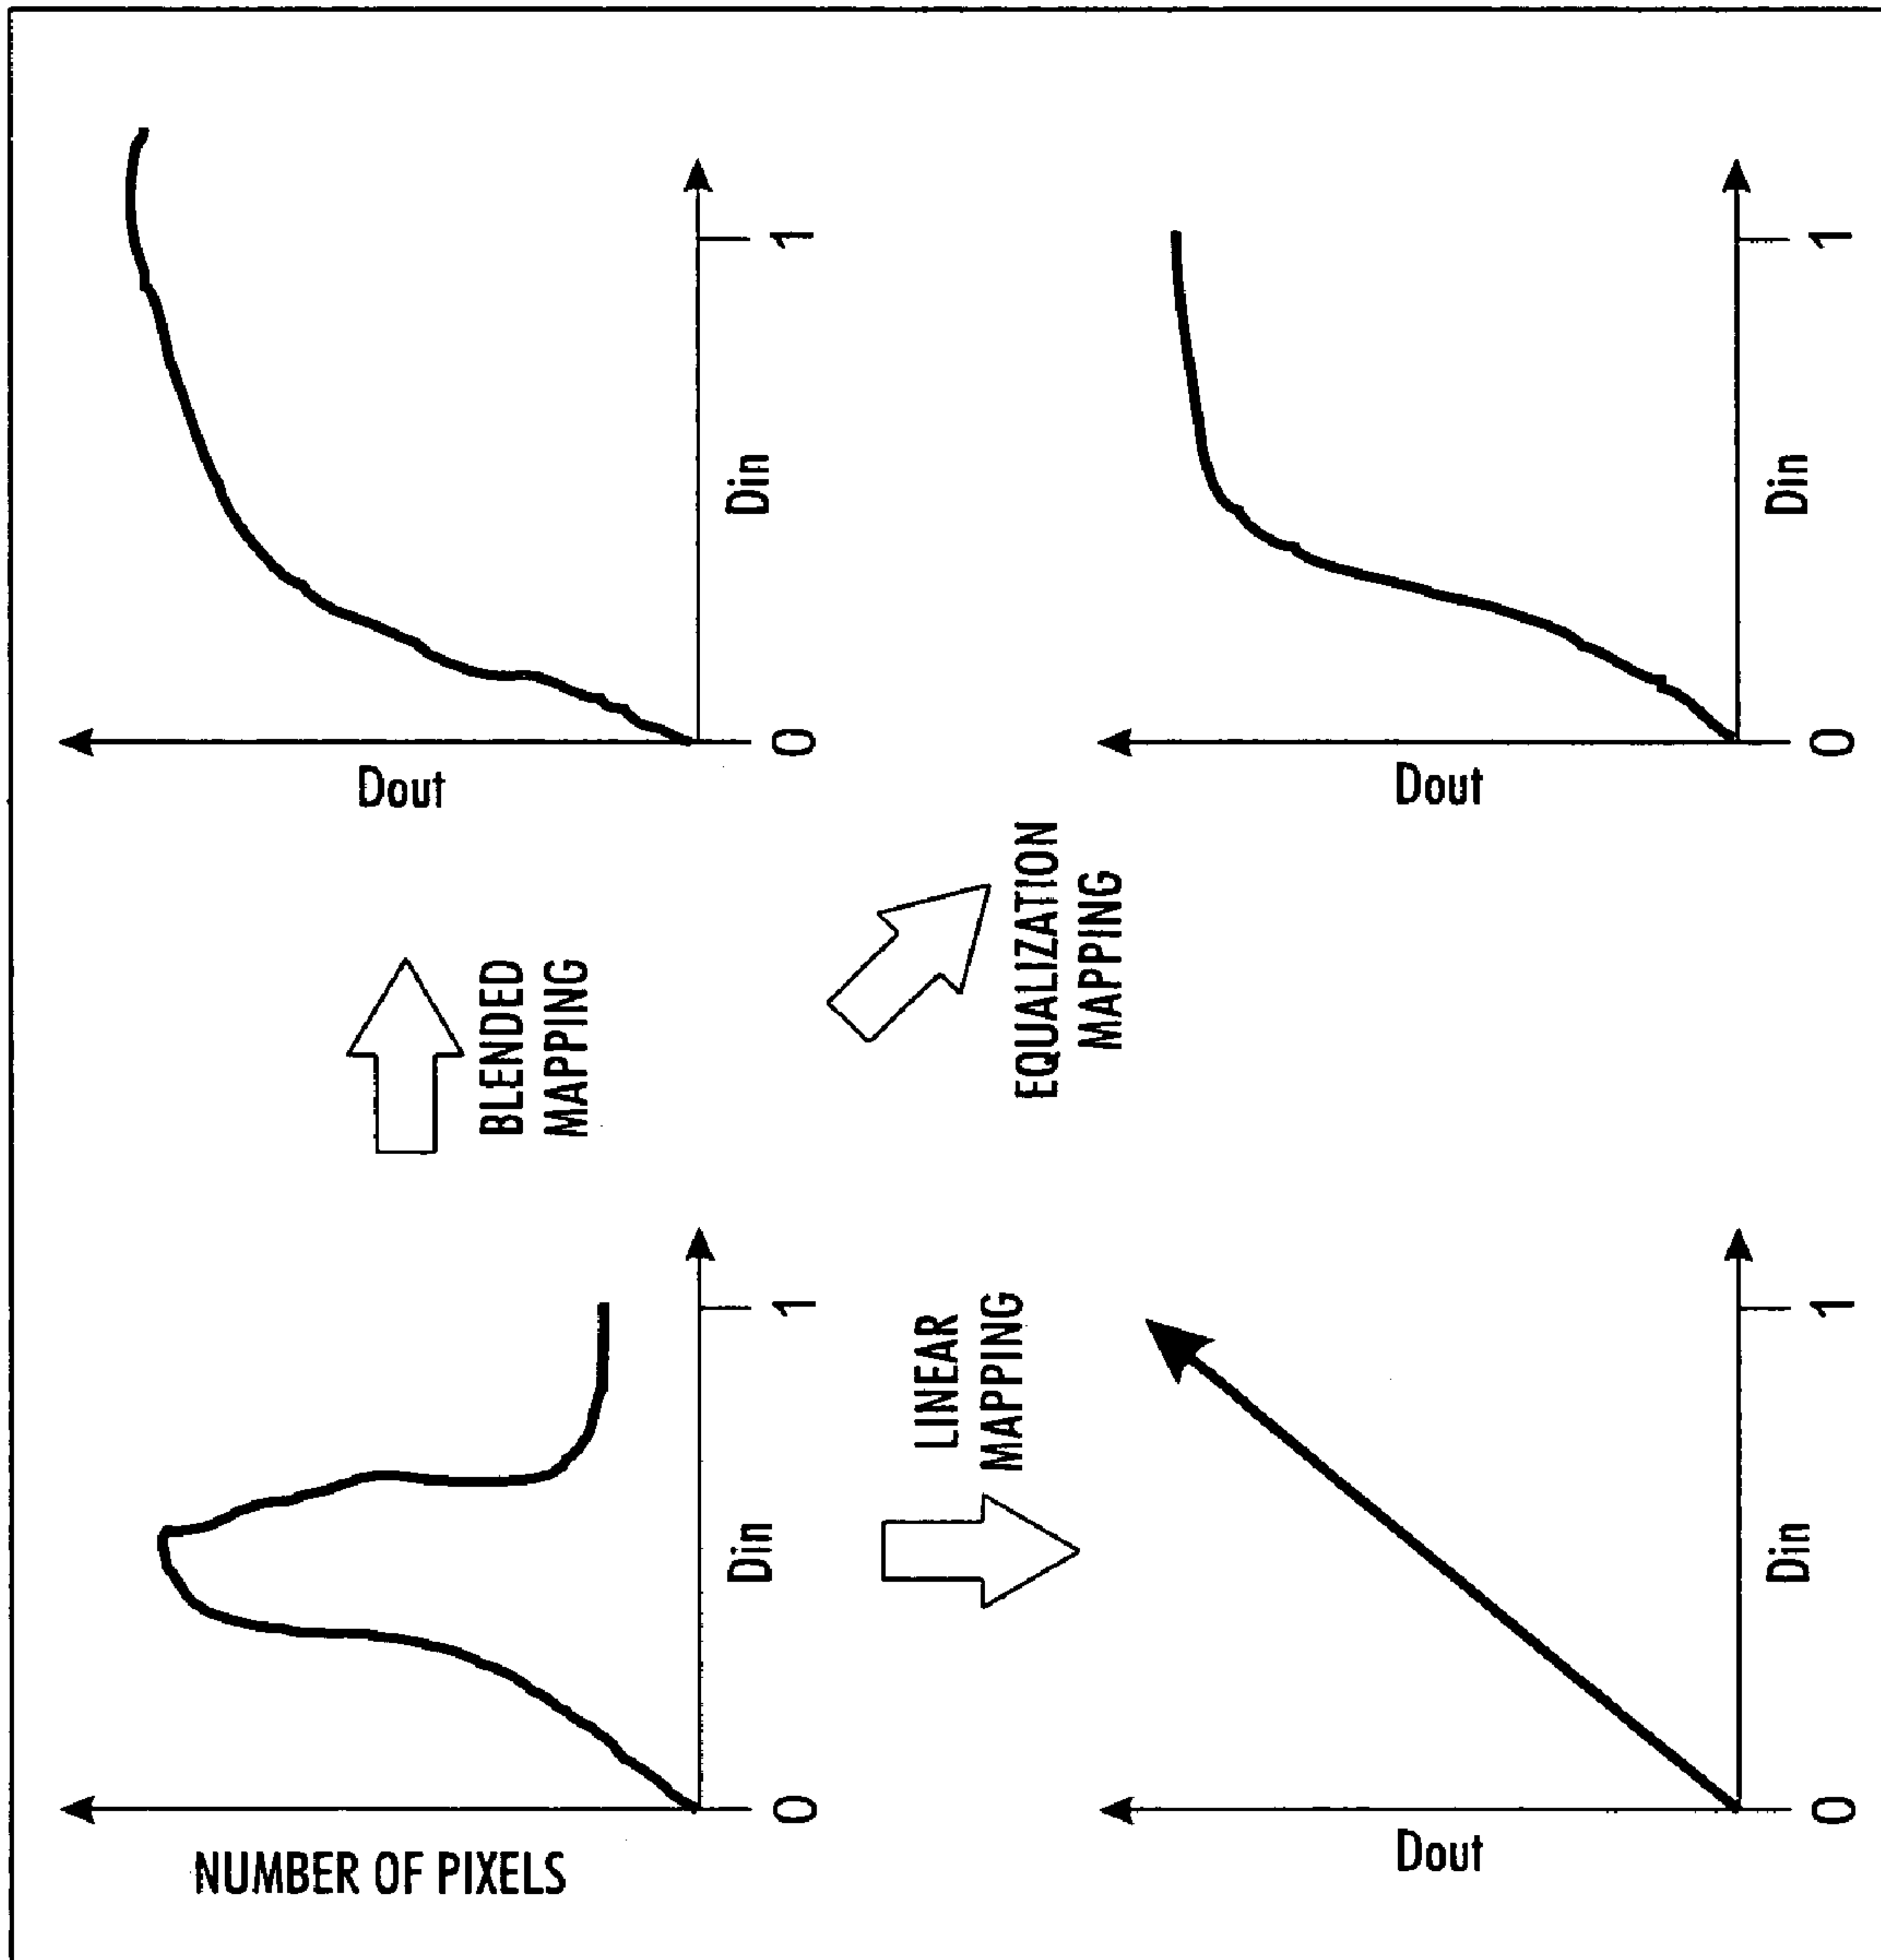 NUMBER OF PIXELS
Din
0 1
BLENDED
MAPPING
Dout
Din
0 1
LINEAR
MAPPING
EQUALIZATION
MAPPING
Dout
Din
0 1
Dout
Din
0 1